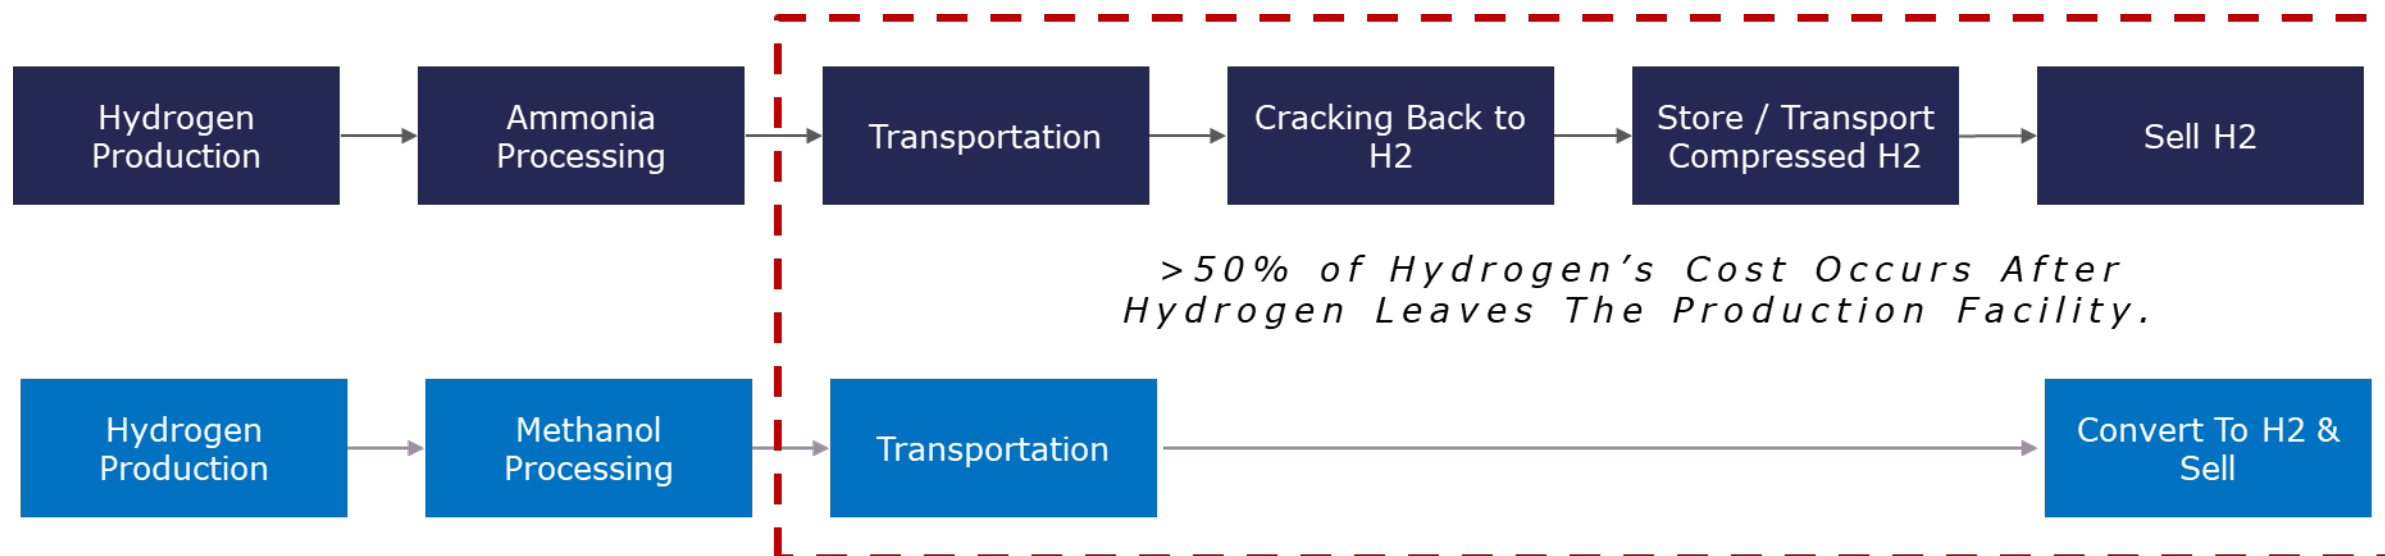 Hydrogen
Production
Ammonia
Processing
Transportation
Cracking Back to
H2
Store / Transport
Compressed H2
Sell H2
>50% of Hydrogen’s Cost Occurs After
Hydrogen Leaves The Production Facility.
Hydrogen
Production
Methanol
Processing
Transportation
Convert To H2 &
Sell